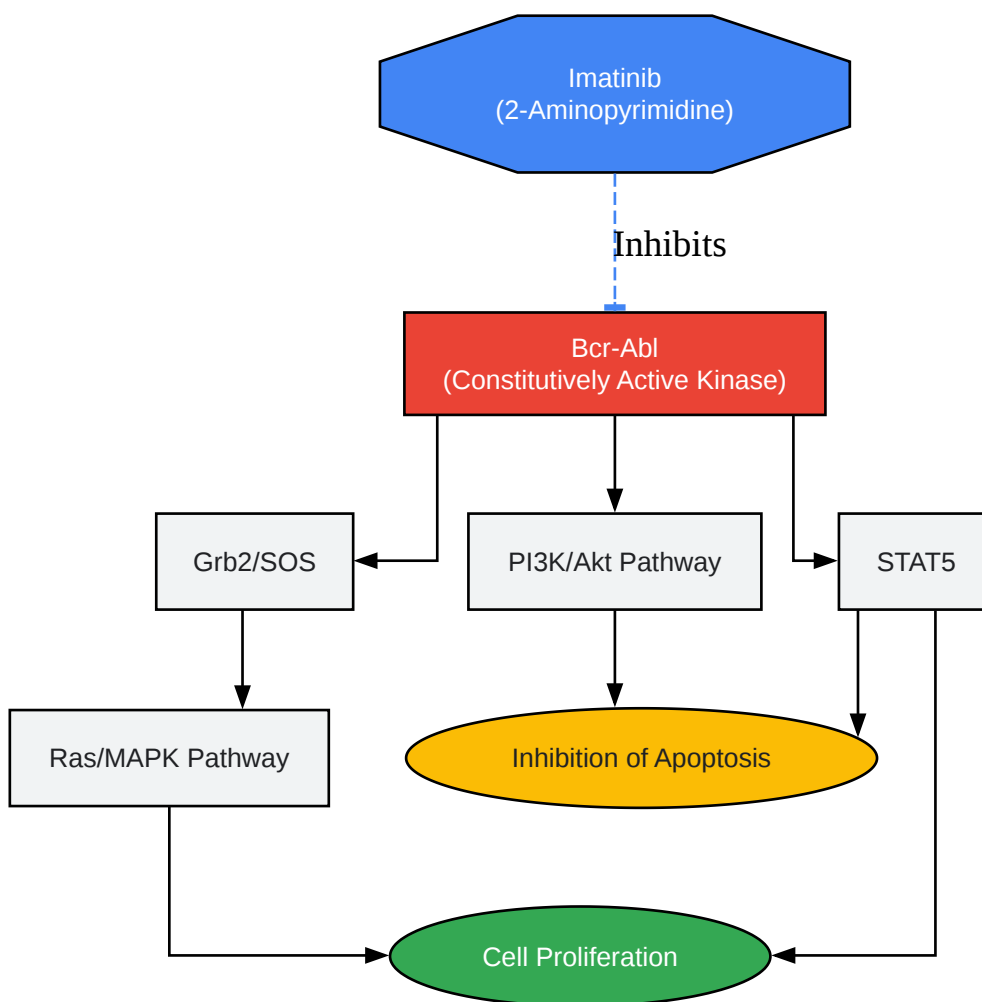 Imatinib
(2-Aminopyrimidine)
Inhibits
Bcr-Abl
(Constitutively Active Kinase)
Grb2/SOS
PI3K/Akt Pathway
STAT5
Ras/MAPK Pathway
Inhibition of Apoptosis
Cell Proliferation